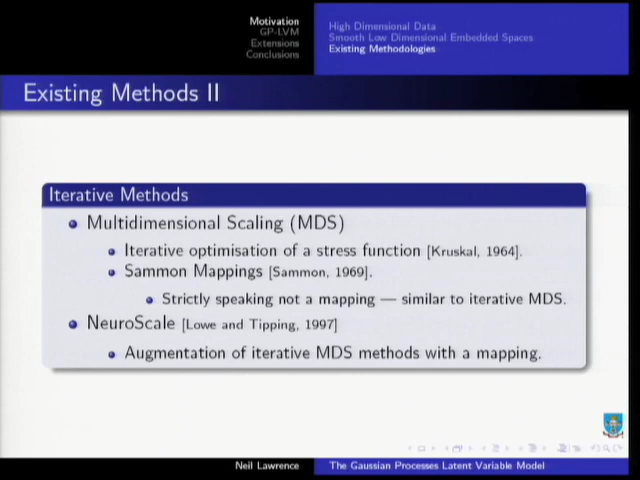 Motivation
GP-LVM
Extensions
Conclusions
High Dimensional Data
Smooth Low Dimensional Embedded Spaces
Existing Methodologies
Existing Methods II
Iterative Methods
Multidimensional Scaling (MDS)
Iterative optimisation of a stress function [Kruskal, 1964].
Sammon Mappings [Sammon, 1969].
Strictly speaking not a mapping — similar to iterative MDS.
NeuroScale [Lowe and Tipping, 1997]
Augmentation of iterative MDS methods with a mapping.
Neil Lawrence
The Gaussian Processes Latent Variable Model